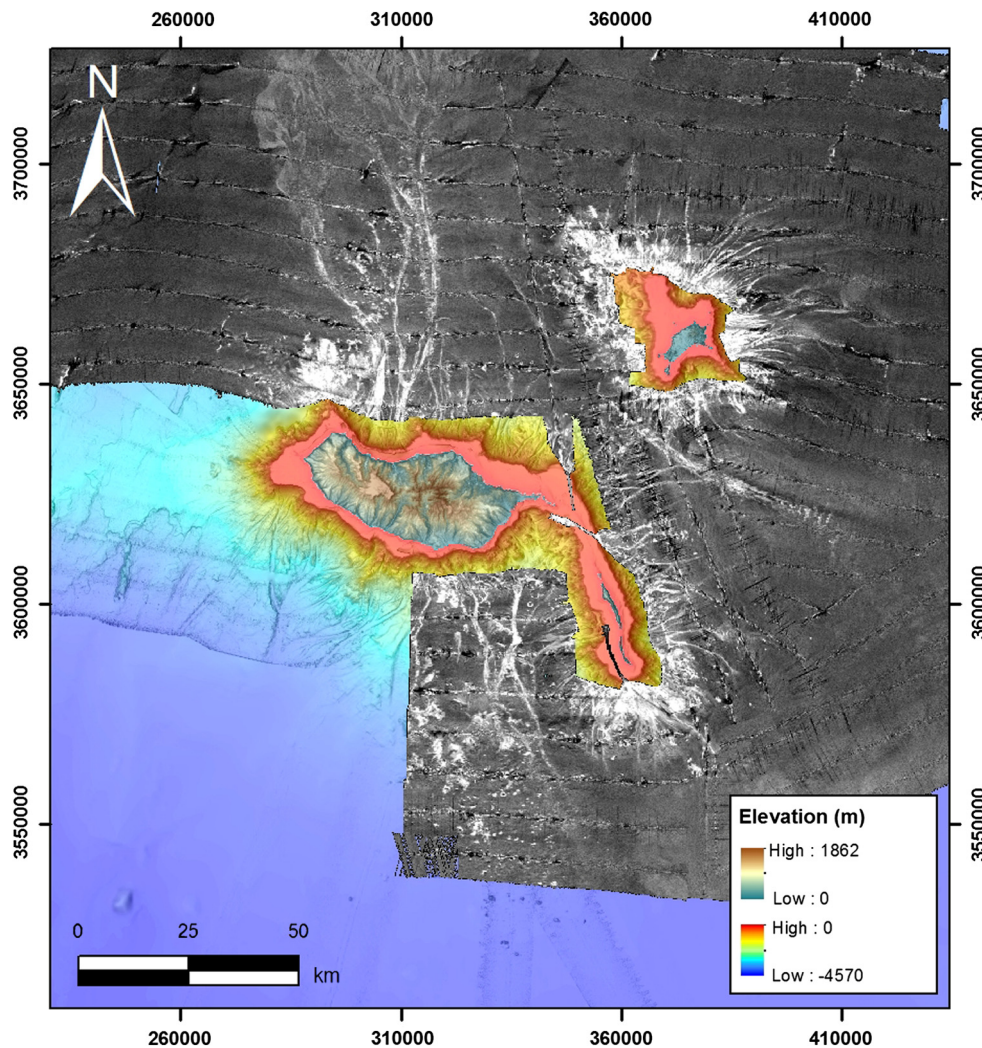 260000 310000 360000 410000
N
3700000 3700000
3650000 3650000
3600000 3600000
3550000 3550000
Elevation (m)
High : 1862
Low : 0
High : 0
Low : -4570
0 25 50
km
260000 310000 360000 410000